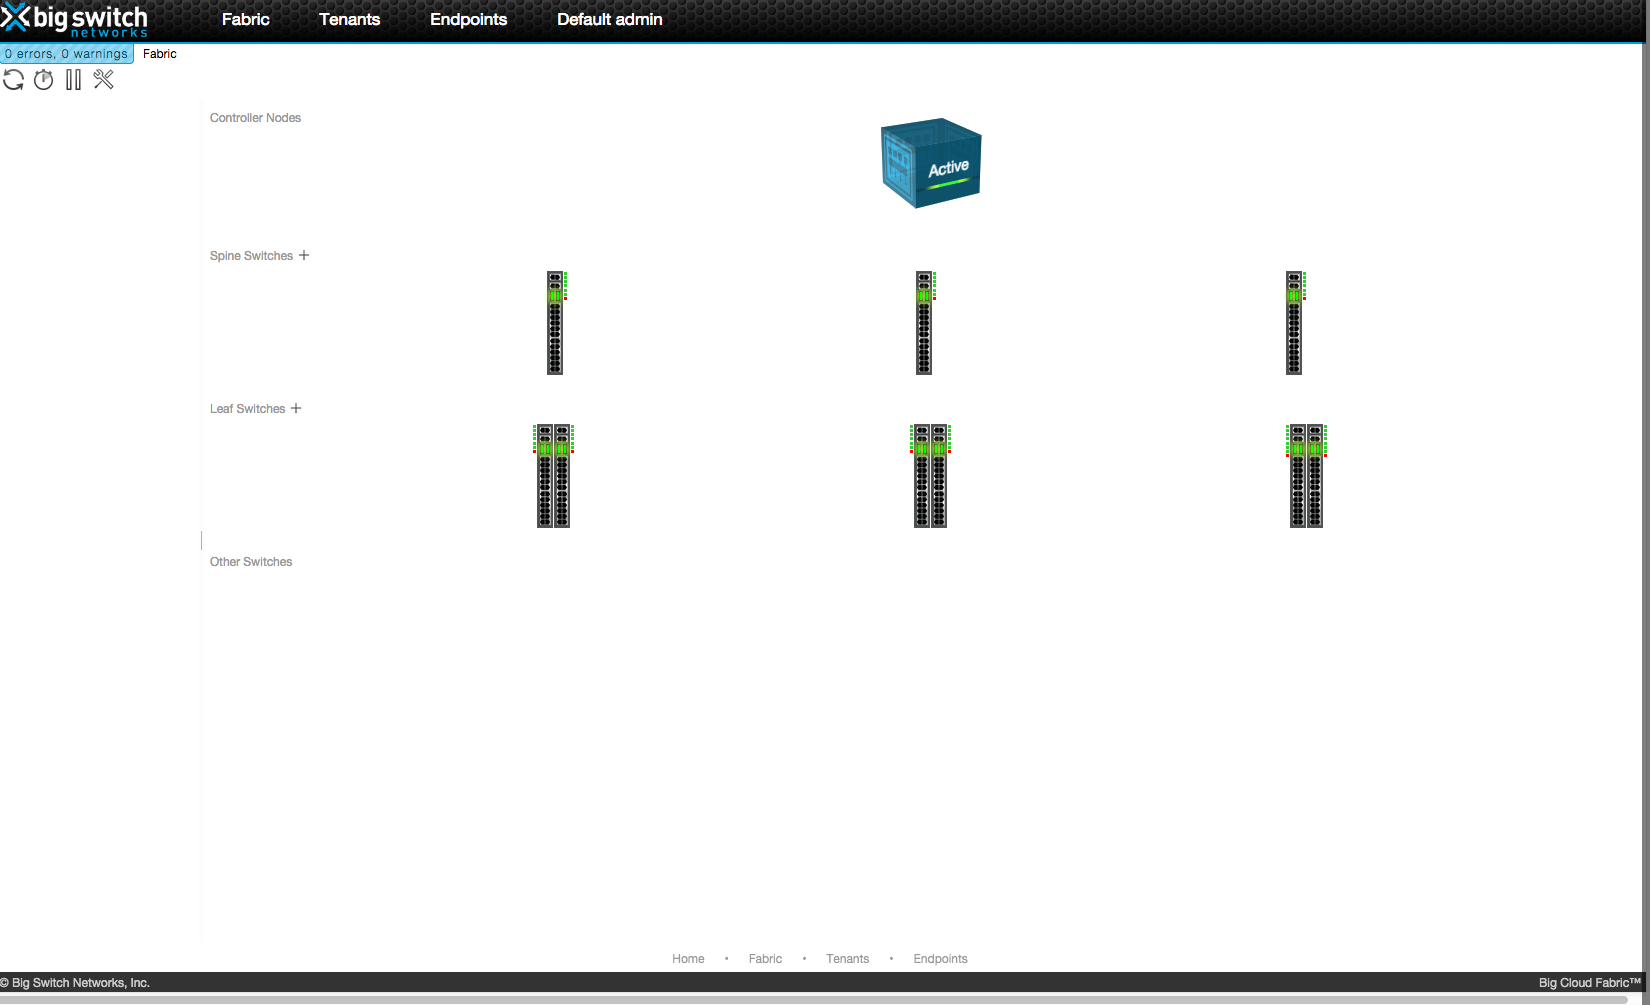 big switch
networks
Fabric Tenants Endpoints Default admin
0 errors, 0 warnings Fabric
Controller Nodes
Active
Spine Switches +
Leaf Switches +
Other Switches
Home • Fabric • Tenants • Endpoints
© Big Switch Networks, Inc. Big Cloud Fabric™